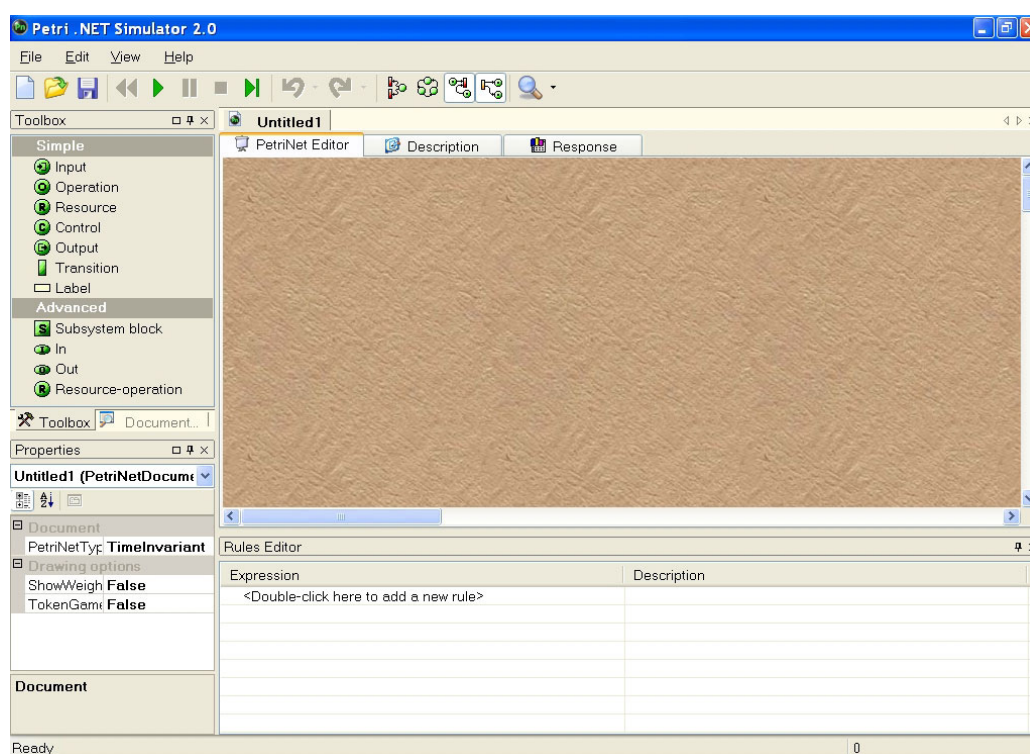 Petri .NET Simulator 2.0
File Edit View Help
Toolbox
Untitled1
PetriNet Editor Description Response
Simple
Input
Operation
Resource
Control
Output
Transition
Label
Advanced
Subsystem block
In
Out
Resource-operation
Toolbox Document...
Properties
Untitled1 (PetriNetDocume
Document
PetriNetTyp TimeInvariant
Drawing options
ShowWeigh False
TokenGame False
Document
Rules Editor
Expression Description
<Double-click here to add a new rule>
Ready 0